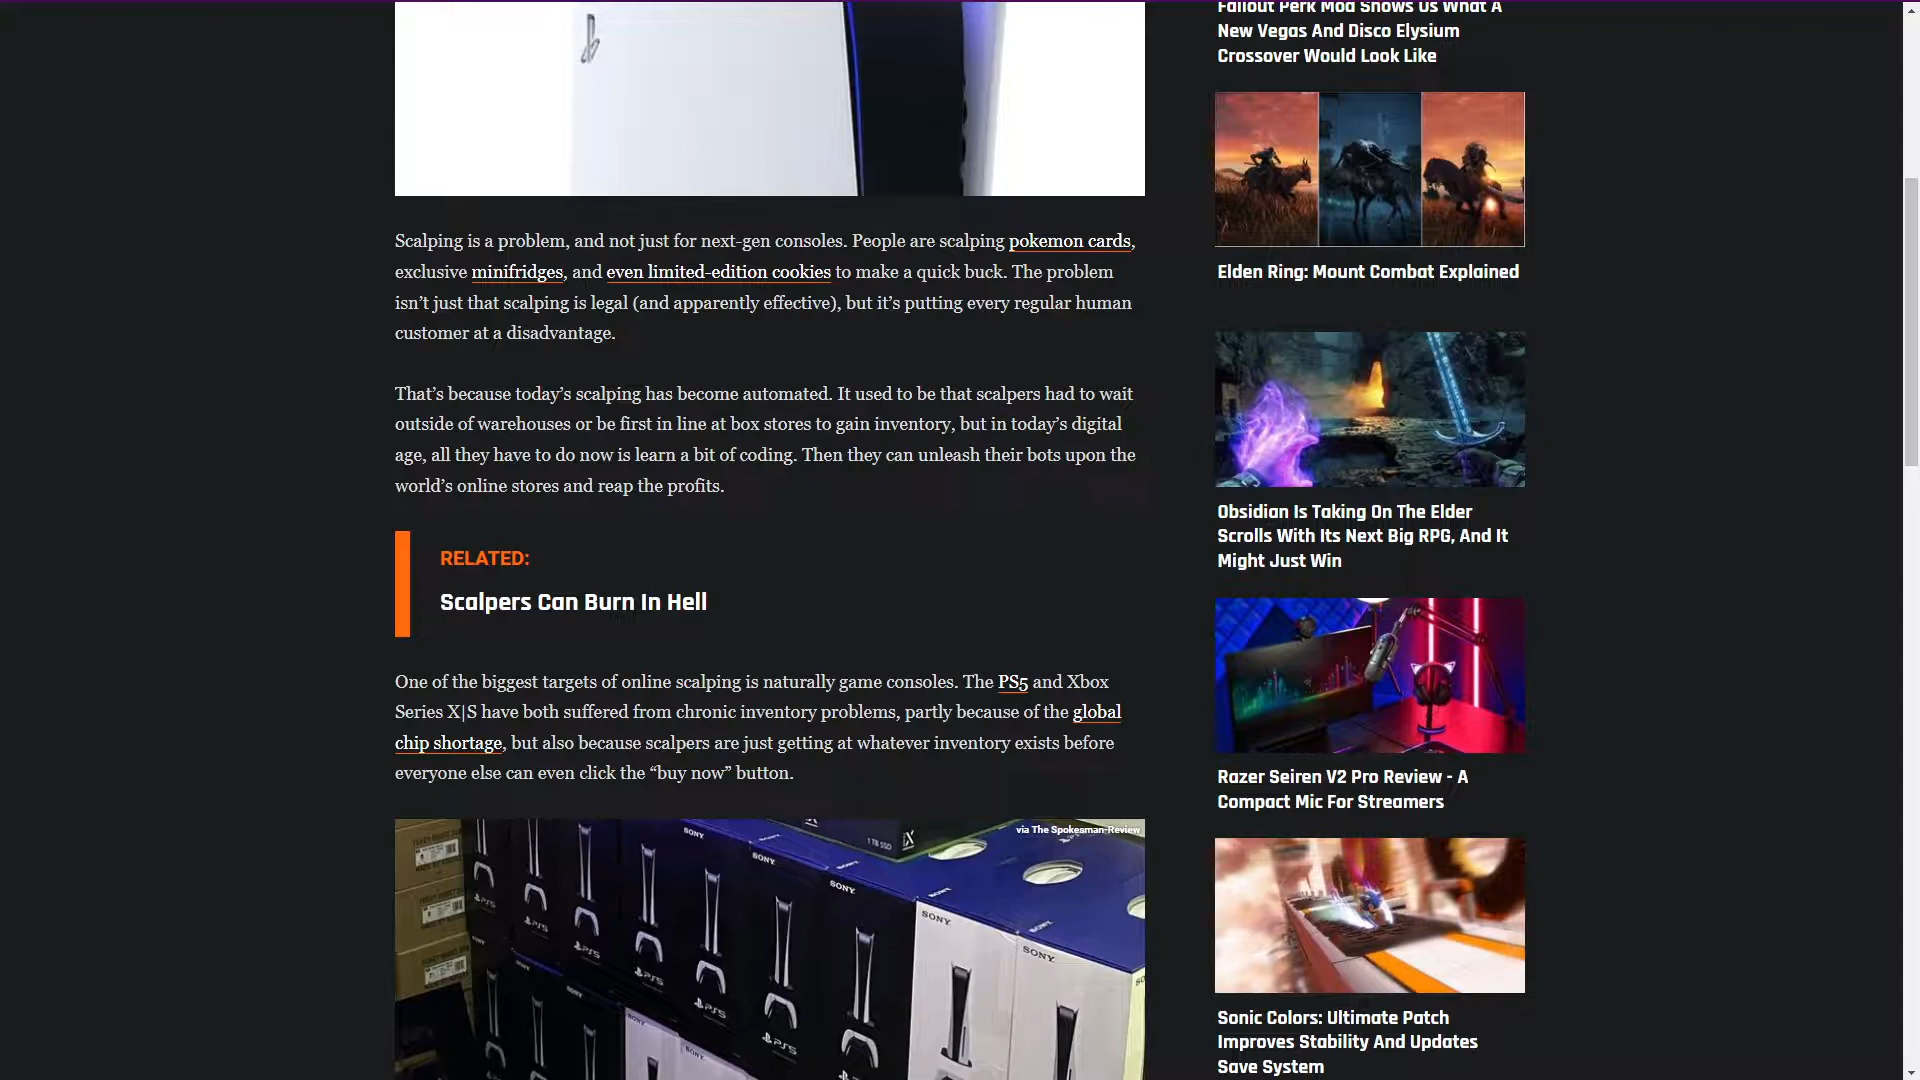 Fallout Perk Mod Shows Us What A
New Vegas And Disco Elysium
Crossover Would Look Like
Elden Ring: Mount Combat Explained
Obsidian Is Taking On The Elder
Scrolls With Its Next Big RPG, And It
Might Just Win
Razer Seiren V2 Pro Review - A
Compact Mic For Streamers
Sonic Colors: Ultimate Patch
Improves Stability And Updates
Save System
Scalping is a problem, and not just for next-gen consoles. People are scalping pokemon cards,
exclusive minifridges, and even limited-edition cookies to make a quick buck. The problem
isn’t just that scalping is legal (and apparently effective), but it’s putting every regular human
customer at a disadvantage.
That’s because today’s scalping has become automated. It used to be that scalpers had to wait
outside of warehouses or be first in line at box stores to gain inventory, but in today’s digital
age, all they have to do now is learn a bit of coding. Then they can unleash their bots upon the
world’s online stores and reap the profits.
RELATED:
Scalpers Can Burn In Hell
One of the biggest targets of online scalping is naturally game consoles. The PS5 and Xbox
Series X|S have both suffered from chronic inventory problems, partly because of the global
chip shortage, but also because scalpers are just getting at whatever inventory exists before
everyone else can even click the “buy now” button.
via The Spokesman-Review
1 TB SSD
SONY
SONY
SONY
SONY
SONY
SONY
PS5
PS5
PS5
PS5
PS5
PS5